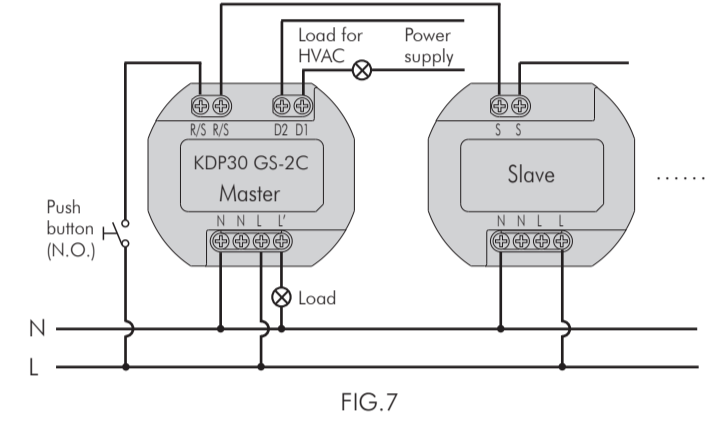 Load for
HVAC
Power
supply
R/S R/S
D2 D1
S S
KDP30 GS-2C
Master
Slave
......
Push
button
(N.O.)
N N L L'
N N L L
Load
N
L
FIG.7